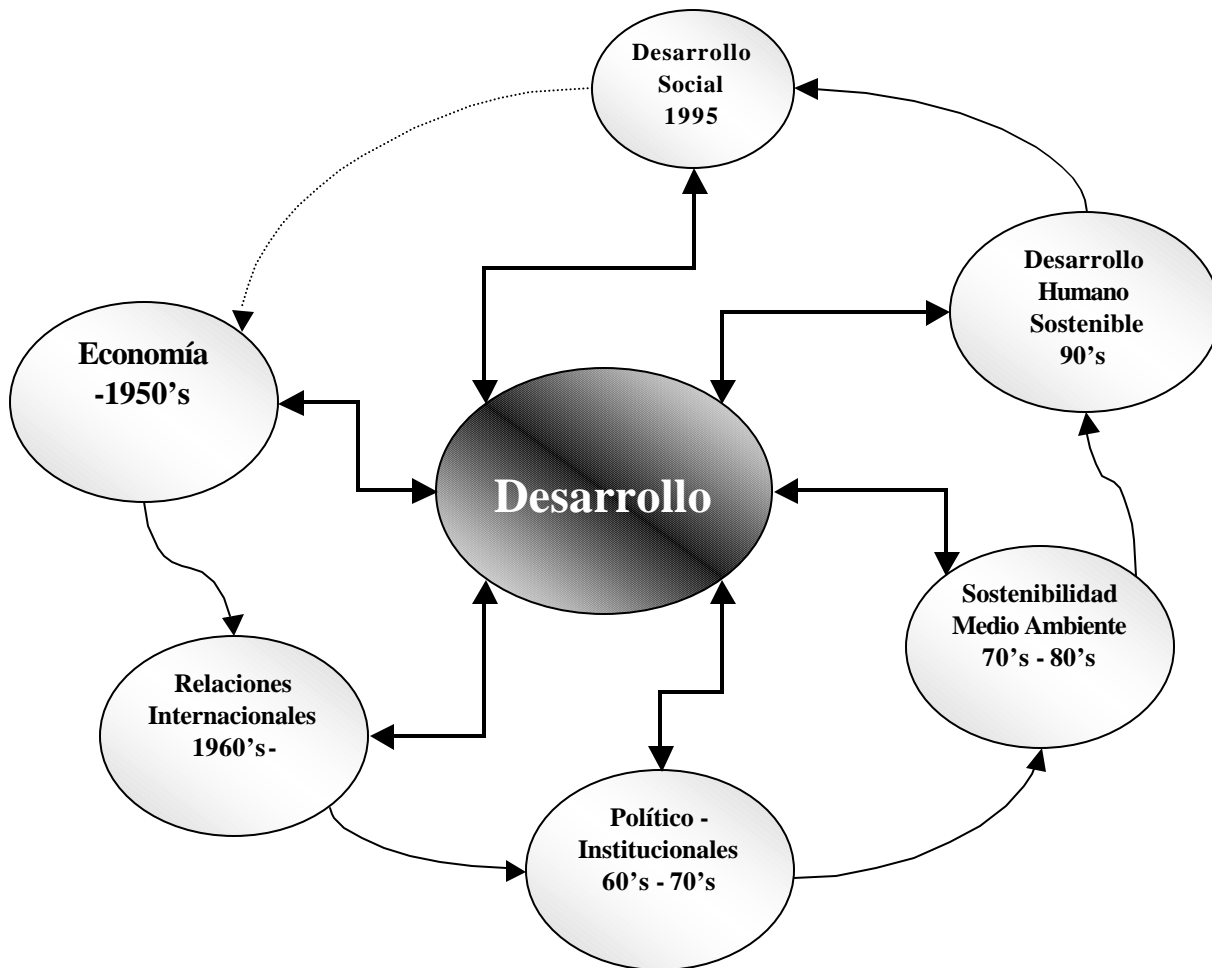 Desarrollo
Social
1995
Desarrollo
Humano
Sostenible
90's
Economía
-1950's
Desarrollo
Sostenibilidad
Medio Ambiente
70's - 80's
Relaciones
Internacionales
1960's -
Político -
Institucionales
60's - 70's